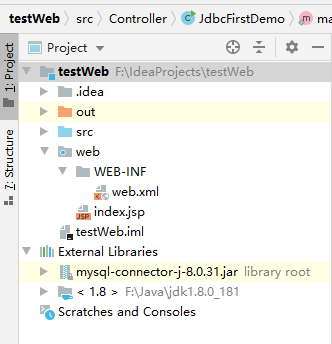 testWeb src Controller JdbcFirstDemo
Project
testWeb F:\IdeaProjects\testWeb
.idea
out
src
web
WEB-INF
web.xml
JSP index.jsp
testWeb.iml
External Libraries
mysql-connector-j-8.0.31.jar library root
< 1.8 > F:\Java\jdk1.8.0_181
Scratches and Consoles
1: Project
7: Structure